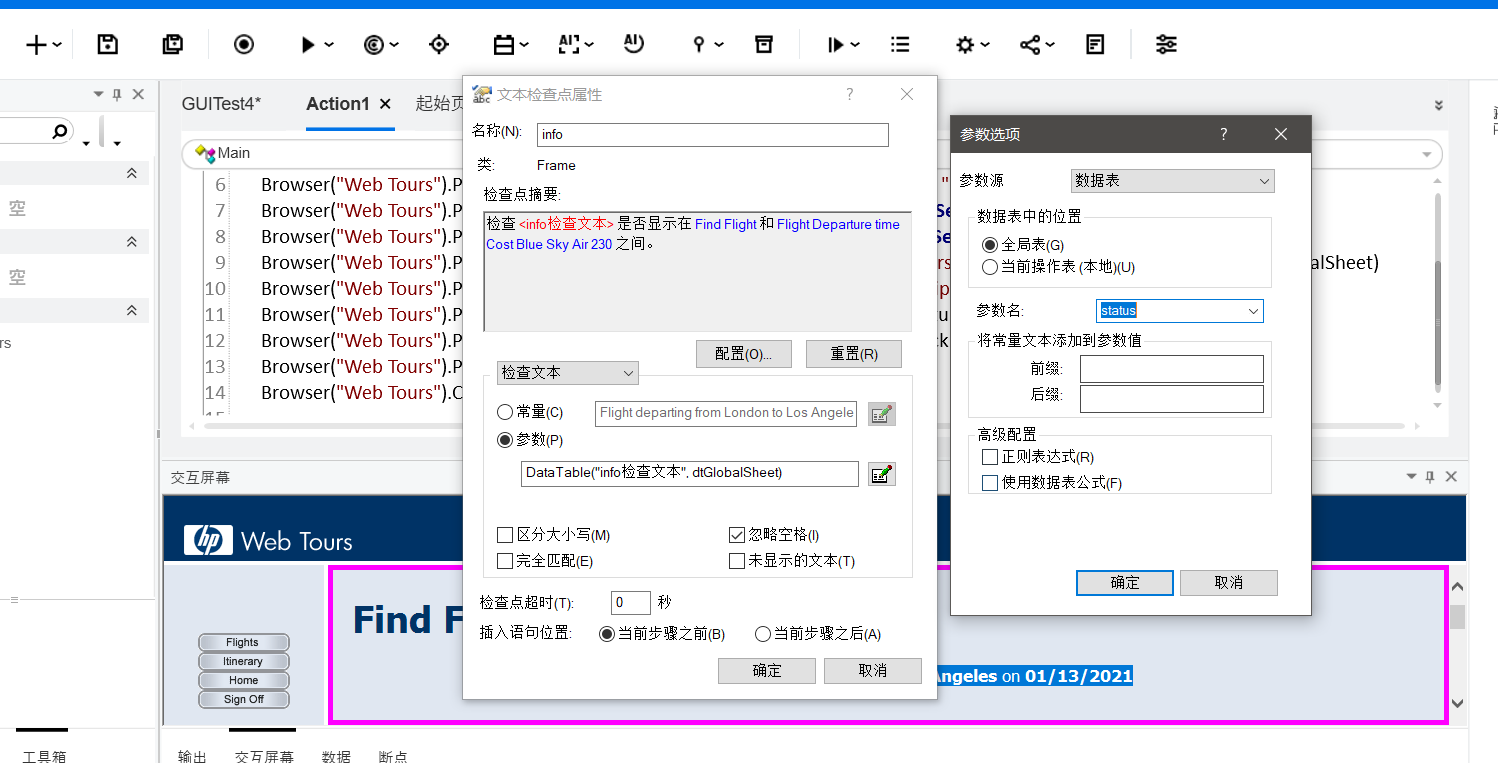 GUITest4*
Action1
起始页
Main
6 Browser("Web Tours").P
7 Browser("Web Tours").P
8 Browser("Web Tours").P
9 Browser("Web Tours").P
alSheet)
10 Browser("Web Tours").P
11 Browser("Web Tours").P
12 Browser("Web Tours").P
13 Browser("Web Tours").P
14 Browser("Web Tours").C
空
空
rs
文本检查点属性
名称(N):
info
类:
Frame
检查点摘要:
检查 <info检查文本> 是否显示在 Find Flight 和 Flight Departure time
Cost Blue Sky Air 230 之间。
配置(O)...
重置(R)
检查文本
常量(C)
Flight departing from London to Los Angele
参数(P)
DataTable("info检查文本", dtGlobalSheet)
区分大小写(M)
忽略空格(I)
完全匹配(E)
未显示的文本(T)
检查点超时(T):
0
秒
插入语句位置:
当前步骤之前(B)
当前步骤之后(A)
确定
取消
参数选项
参数源
数据表
数据表中的位置
全局表(G)
当前操作表 (本地)(U)
参数名:
status
将常量文本添加到参数值
前缀:
后缀:
高级配置
正则表达式(R)
使用数据表公式(F)
确定
取消
交互屏幕
hp Web Tours
Find F
Angeles on 01/13/2021
Flights
Itinerary
Home
Sign Off
工具箱
输出
交互屏幕
数据
断点